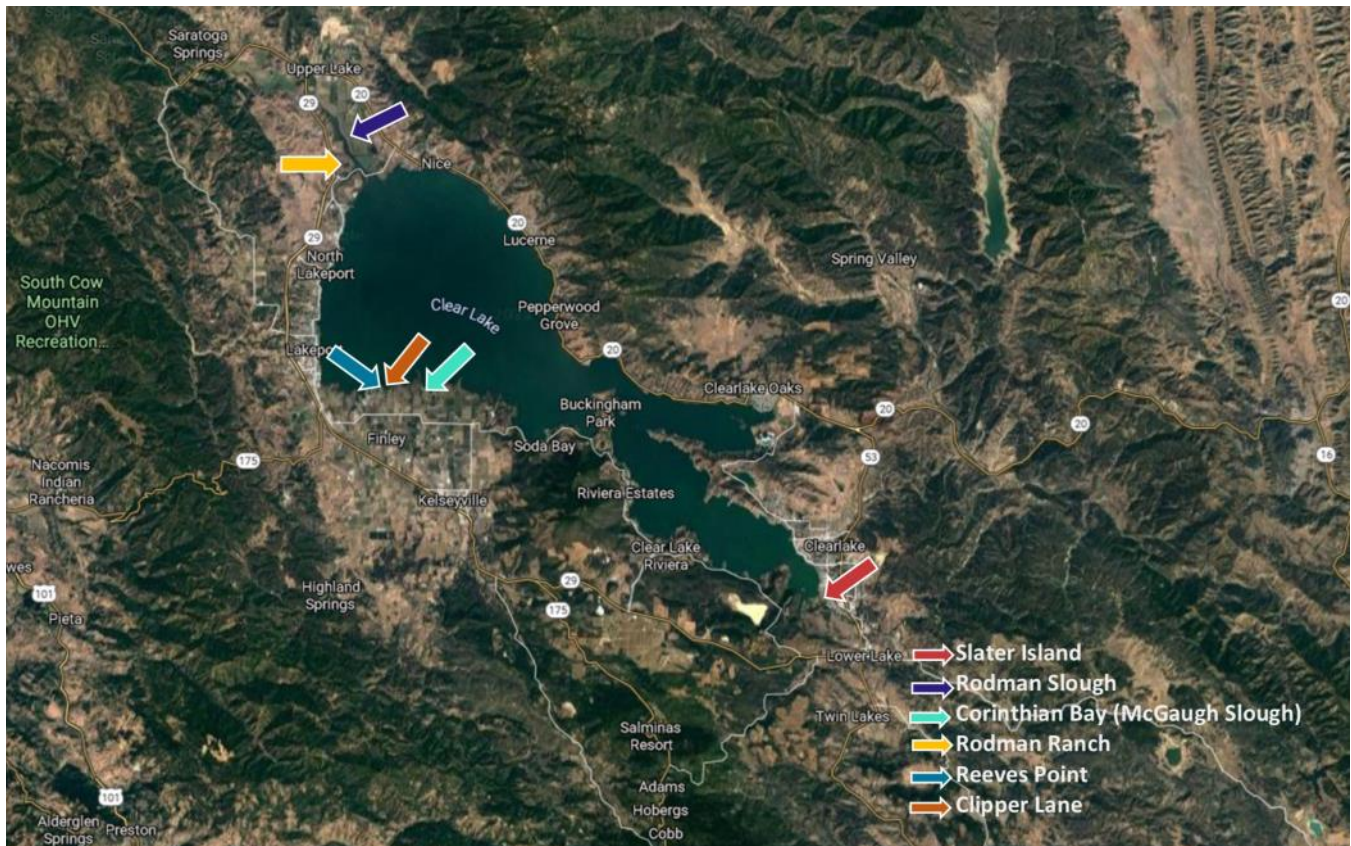 Saratoga
Springs
Upper Lake
29
20
Nice
20
Lucerne
29
North
Lakeport
Spring Valley
South Cow
Mountain
OHV
Recreation...
Clear Lake
Pepperwood
Grove
20
20
Lakeport
Clearlake Oaks
Buckingham
Park
20
20
Finley
Soda Bay
53
16
175
Nacomis
Indian
Rancheria
Kelseyville
Riviera Estates
Clearlake
Clear Lake
Riviera
wes
101
Pieta
Highland
Springs
29
175
Lower Lake
Slater Island
Rodman Slough
Twin Lakes
Corinthian Bay (McGaugh Slough)
Salminas
Resort
Rodman Ranch
Reeves Point
Adams
101
Hobergs
Clipper Lane
Alderglen
Springs
Preston
Cobb